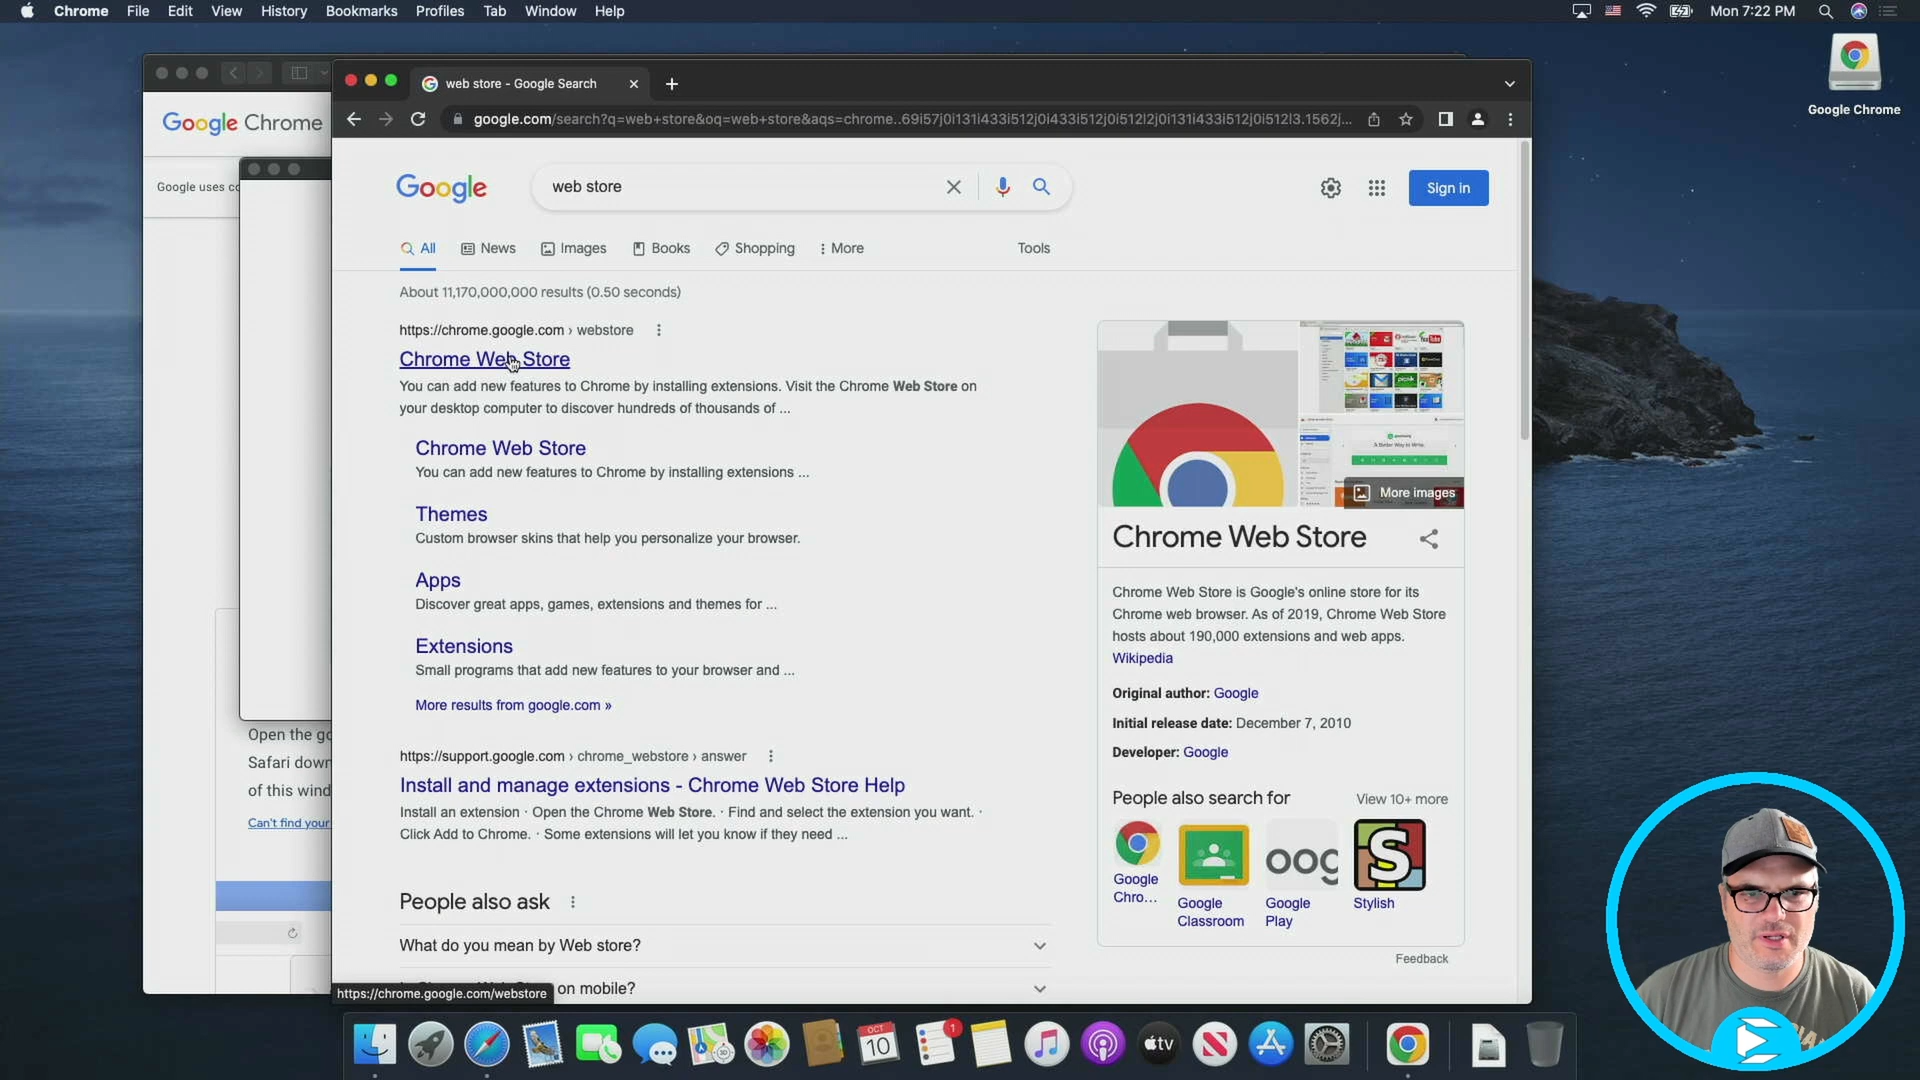 Chrome File Edit View History Bookmarks Profiles Tab Window Help
Mon 7:22 PM
Google Chrome
web store - Google Search
google.com/search?q=web+store&oq=web+store&aqs=chrome..69i57j0i131i433i512j0i433i512j0i512l2j0i131i433i512j0i512l3.1562j...
Google Chrome
Google uses co
Open the go
Safari down
of this wind
Can't find your
Google
web store
Sign in
All News Images Books Shopping More Tools
About 11,170,000,000 results (0.50 seconds)
https://chrome.google.com › webstore
Chrome Web Store
You can add new features to Chrome by installing extensions. Visit the Chrome Web Store on
your desktop computer to discover hundreds of thousands of ...
Chrome Web Store
You can add new features to Chrome by installing extensions ...
Themes
Custom browser skins that help you personalize your browser.
Apps
Discover great apps, games, extensions and themes for ...
Extensions
Small programs that add new features to your browser and ...
More results from google.com »
https://support.google.com › chrome_webstore › answer
Install and manage extensions - Chrome Web Store Help
Install an extension · Open the Chrome Web Store. · Find and select the extension you want. ·
Click Add to Chrome. · Some extensions will let you know if they need ...
People also ask
What do you mean by Web store?
on mobile?
https://chrome.google.com/webstore
More images
Chrome Web Store
Chrome Web Store is Google's online store for its
Chrome web browser. As of 2019, Chrome Web Store
hosts about 190,000 extensions and web apps.
Wikipedia
Original author: Google
Initial release date: December 7, 2010
Developer: Google
People also search for
View 10+ more
oog
S
Google
Chro...
Google
Classroom
Google
Play
Stylish
Feedback
OCT
10
1
3D
tv